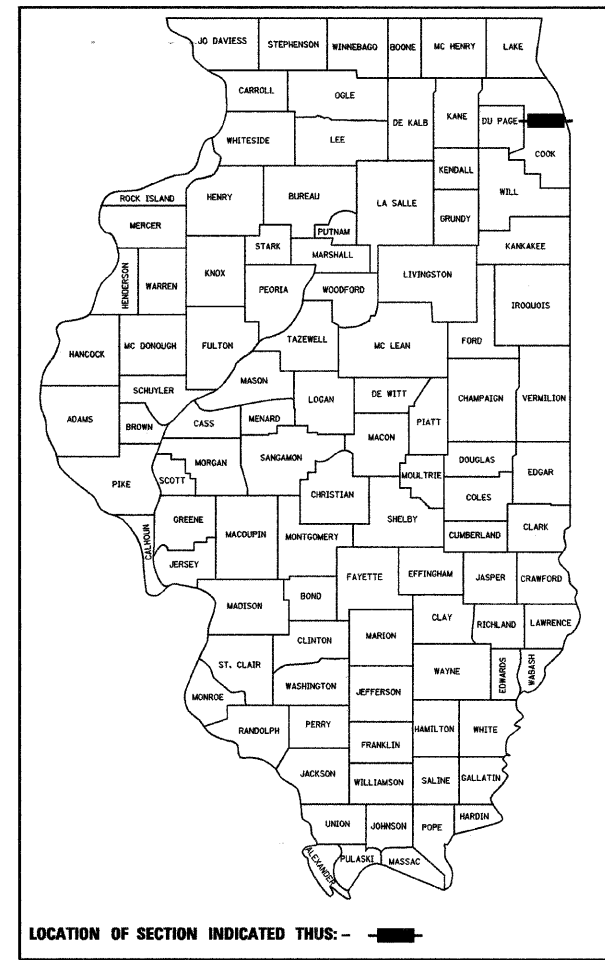 JO DAVIESS STEPHENSON WINNEBAGO BOONE MC HENRY LAKE
CARROLL OGLE
DE KALB KANE DU PAGE COOK
WHITESIDE LEE
KENDALL WILL
ROCK ISLAND HENRY BUREAU LA SALLE GRUNDY
MERCER STARK PUTNAM KANKAKEE
MARSHALL
HENDERSON WARREN KNOX PEORIA WOODFORD LIVINGSTON IROQUOIS
TAZEWELL FORD
HANCOCK MC DONOUGH FULTON MC LEAN
MASON
SCHUYLER LOGAN DE WITT CHAMPAIGN VERMILION
ADAMS BROWN CASS MENARD MACON PIATT
SANGAMON DOUGLAS EDGAR
PIKE SCOTT MORGAN MOULTRIE
CHRISTIAN COLES
GREENE SHELBY CLARK
CALHOUN MACOUPIN MONTGOMERY CUMBERLAND
JERSEY FAYETTE EFFINGHAM JASPER CRAWFORD
MADISON BOND
CLAY RICHLAND LAWRENCE
CLINTON MARION
ST. CLAIR WAYNE EDWARDS WABASH
WASHINGTON JEFFERSON
MONROE
RANDOLPH PERRY HAMILTON WHITE
FRANKLIN
JACKSON WILLIAMSON SALINE GALLATIN
HARDIN
UNION JOHNSON POPE
ALEXANDER PULASKI MASSAC
LOCATION OF SECTION INDICATED THUS: -